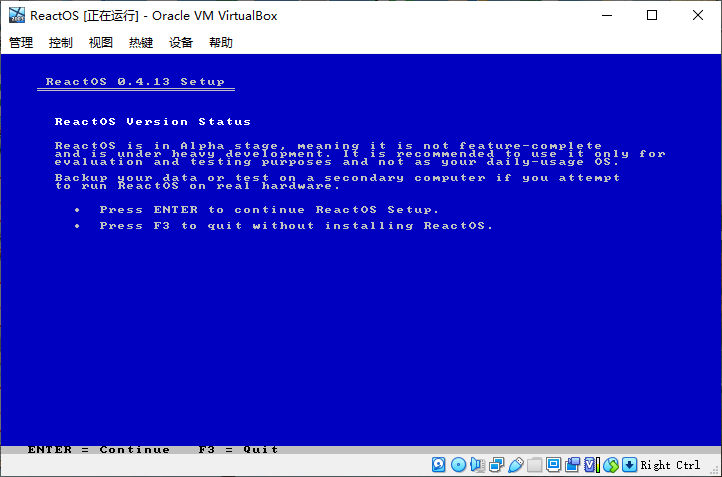 ReactOS [正在运行] - Oracle VM VirtualBox
管理 控制 视图 热键 设备 帮助
ReactOS 0.4.13 Setup
ReactOS Version Status
ReactOS is in Alpha stage, meaning it is not feature-complete
and is under heavy development. It is recommended to use it only for
evaluation and testing purposes and not as your daily-usage OS.
Backup your data or test on a secondary computer if you attempt
to run ReactOS on real hardware.
• Press ENTER to continue ReactOS Setup.
• Press F3 to quit without installing ReactOS.
ENTER = Continue F3 = Quit
Right Ctrl